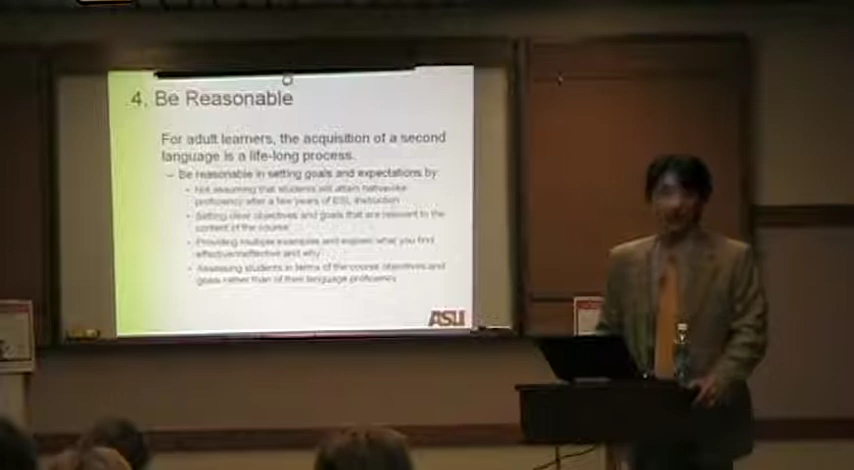 4. Be Reasonable
For adult learners, the acquisition of a second
language is a life-long process.
– Be reasonable in setting goals and expectations by
• Not assuming that students will attain native-like
proficiency after a few years of ESL instruction
• Setting clear objectives and goals that are relevant to the
content of the course
• Providing multiple examples and explain what you find
effective/ineffective and why
• Assessing students in terms of the course objectives and
goals rather than of their language proficiency
ASU